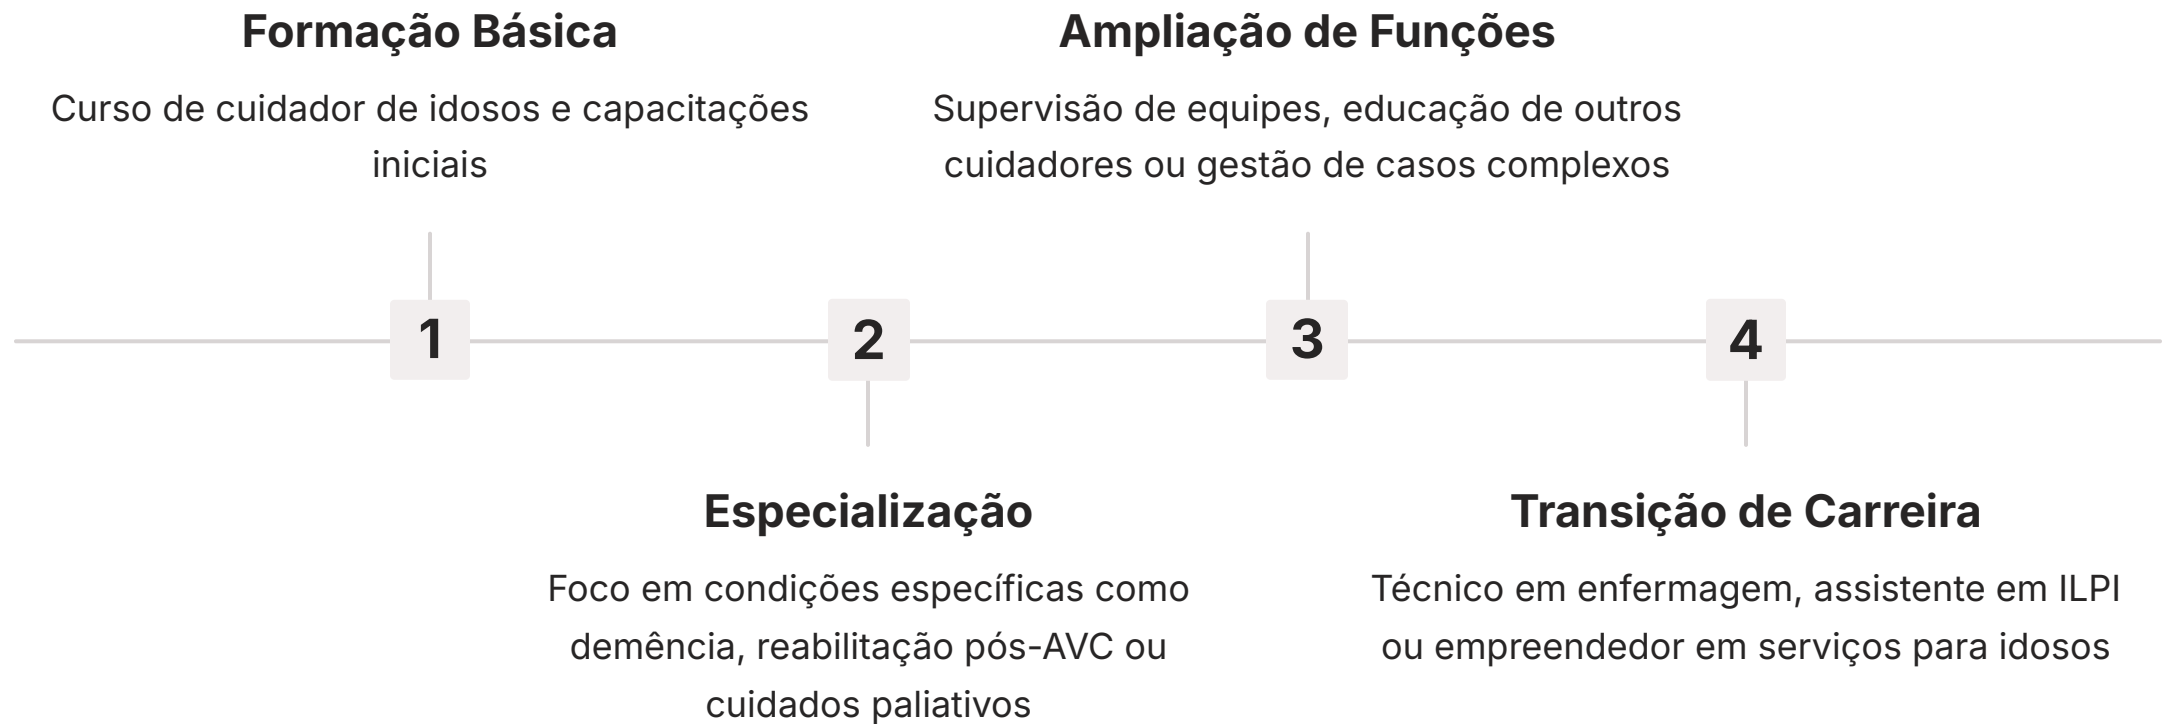 Formação Básica
Curso de cuidador de idosos e capacitações
iniciais
1
2
Especialização
Foco em condições específicas como
demência, reabilitação pós-AVC ou
cuidados paliativos
Ampliação de Funções
Supervisão de equipes, educação de outros
cuidadores ou gestão de casos complexos
3
4
Transição de Carreira
Técnico em enfermagem, assistente em ILPI
ou empreendedor em serviços para idosos